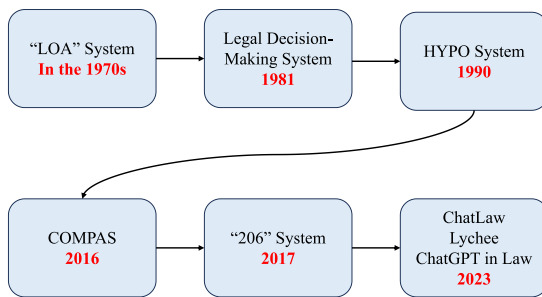 “LOA” System
In the 1970s
Legal Decision-
Making System
1981
HYPO System
1990
COMPAS
2016
“206” System
2017
ChatLaw
Lychee
ChatGPT in Law
2023